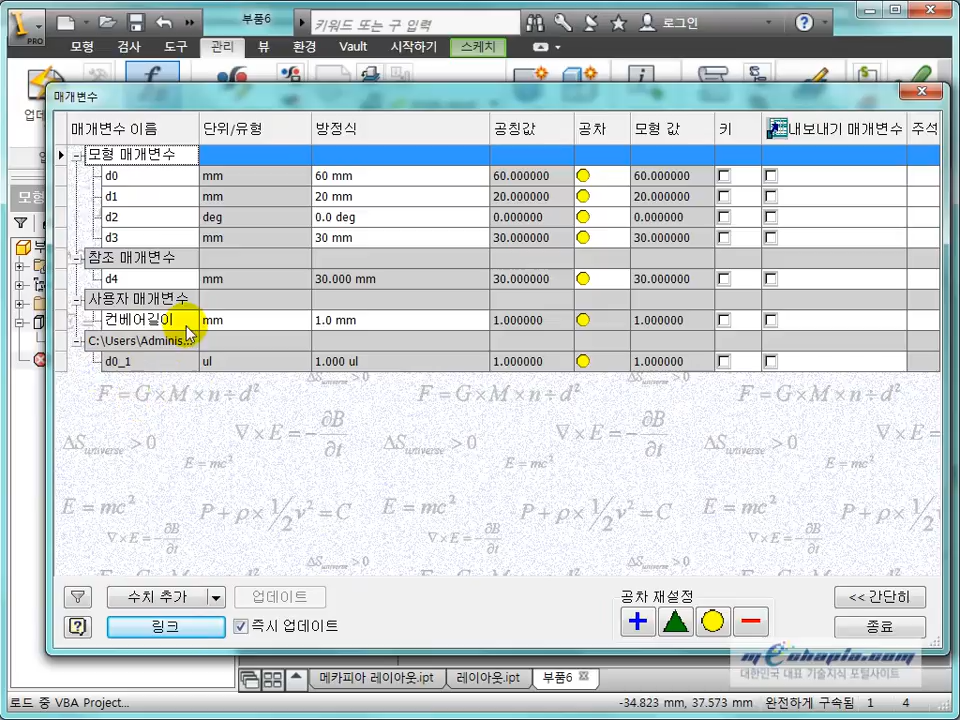 부품6
키워드 또는 구 입력
로그인
PRO
모형 검사 도구 관리 뷰 환경 Vault 시작하기 스케치
매개변수
매개변수 이름 단위/유형 방정식 공칭값 공차 모형 값 키 내보내기 매개변수 주석
모형 매개변수
d0 mm 60 mm 60.000000 60.000000
d1 mm 20 mm 20.000000 20.000000
d2 deg 0.0 deg 0.000000 0.000000
d3 mm 30 mm 30.000000 30.000000
참조 매개변수
d4 mm 30.000 mm 30.000000 30.000000
사용자 매개변수
컨베어길이 mm 1.0 mm 1.000000 1.000000
C:\Users\Adminis...
d0_1 ul 1.000 ul 1.000000 1.000000
수치 추가 업데이트 공차 재설정 << 간단히
링크 즉시 업데이트 종료
mEchapia.com
대한민국 대표 기술지식 포털사이트
메카피아 레이아웃.ipt 레이아웃.ipt 부품6
로드 중 VBA Project... -34.823 mm, 37.573 mm 완전하게 구속됨 1 4